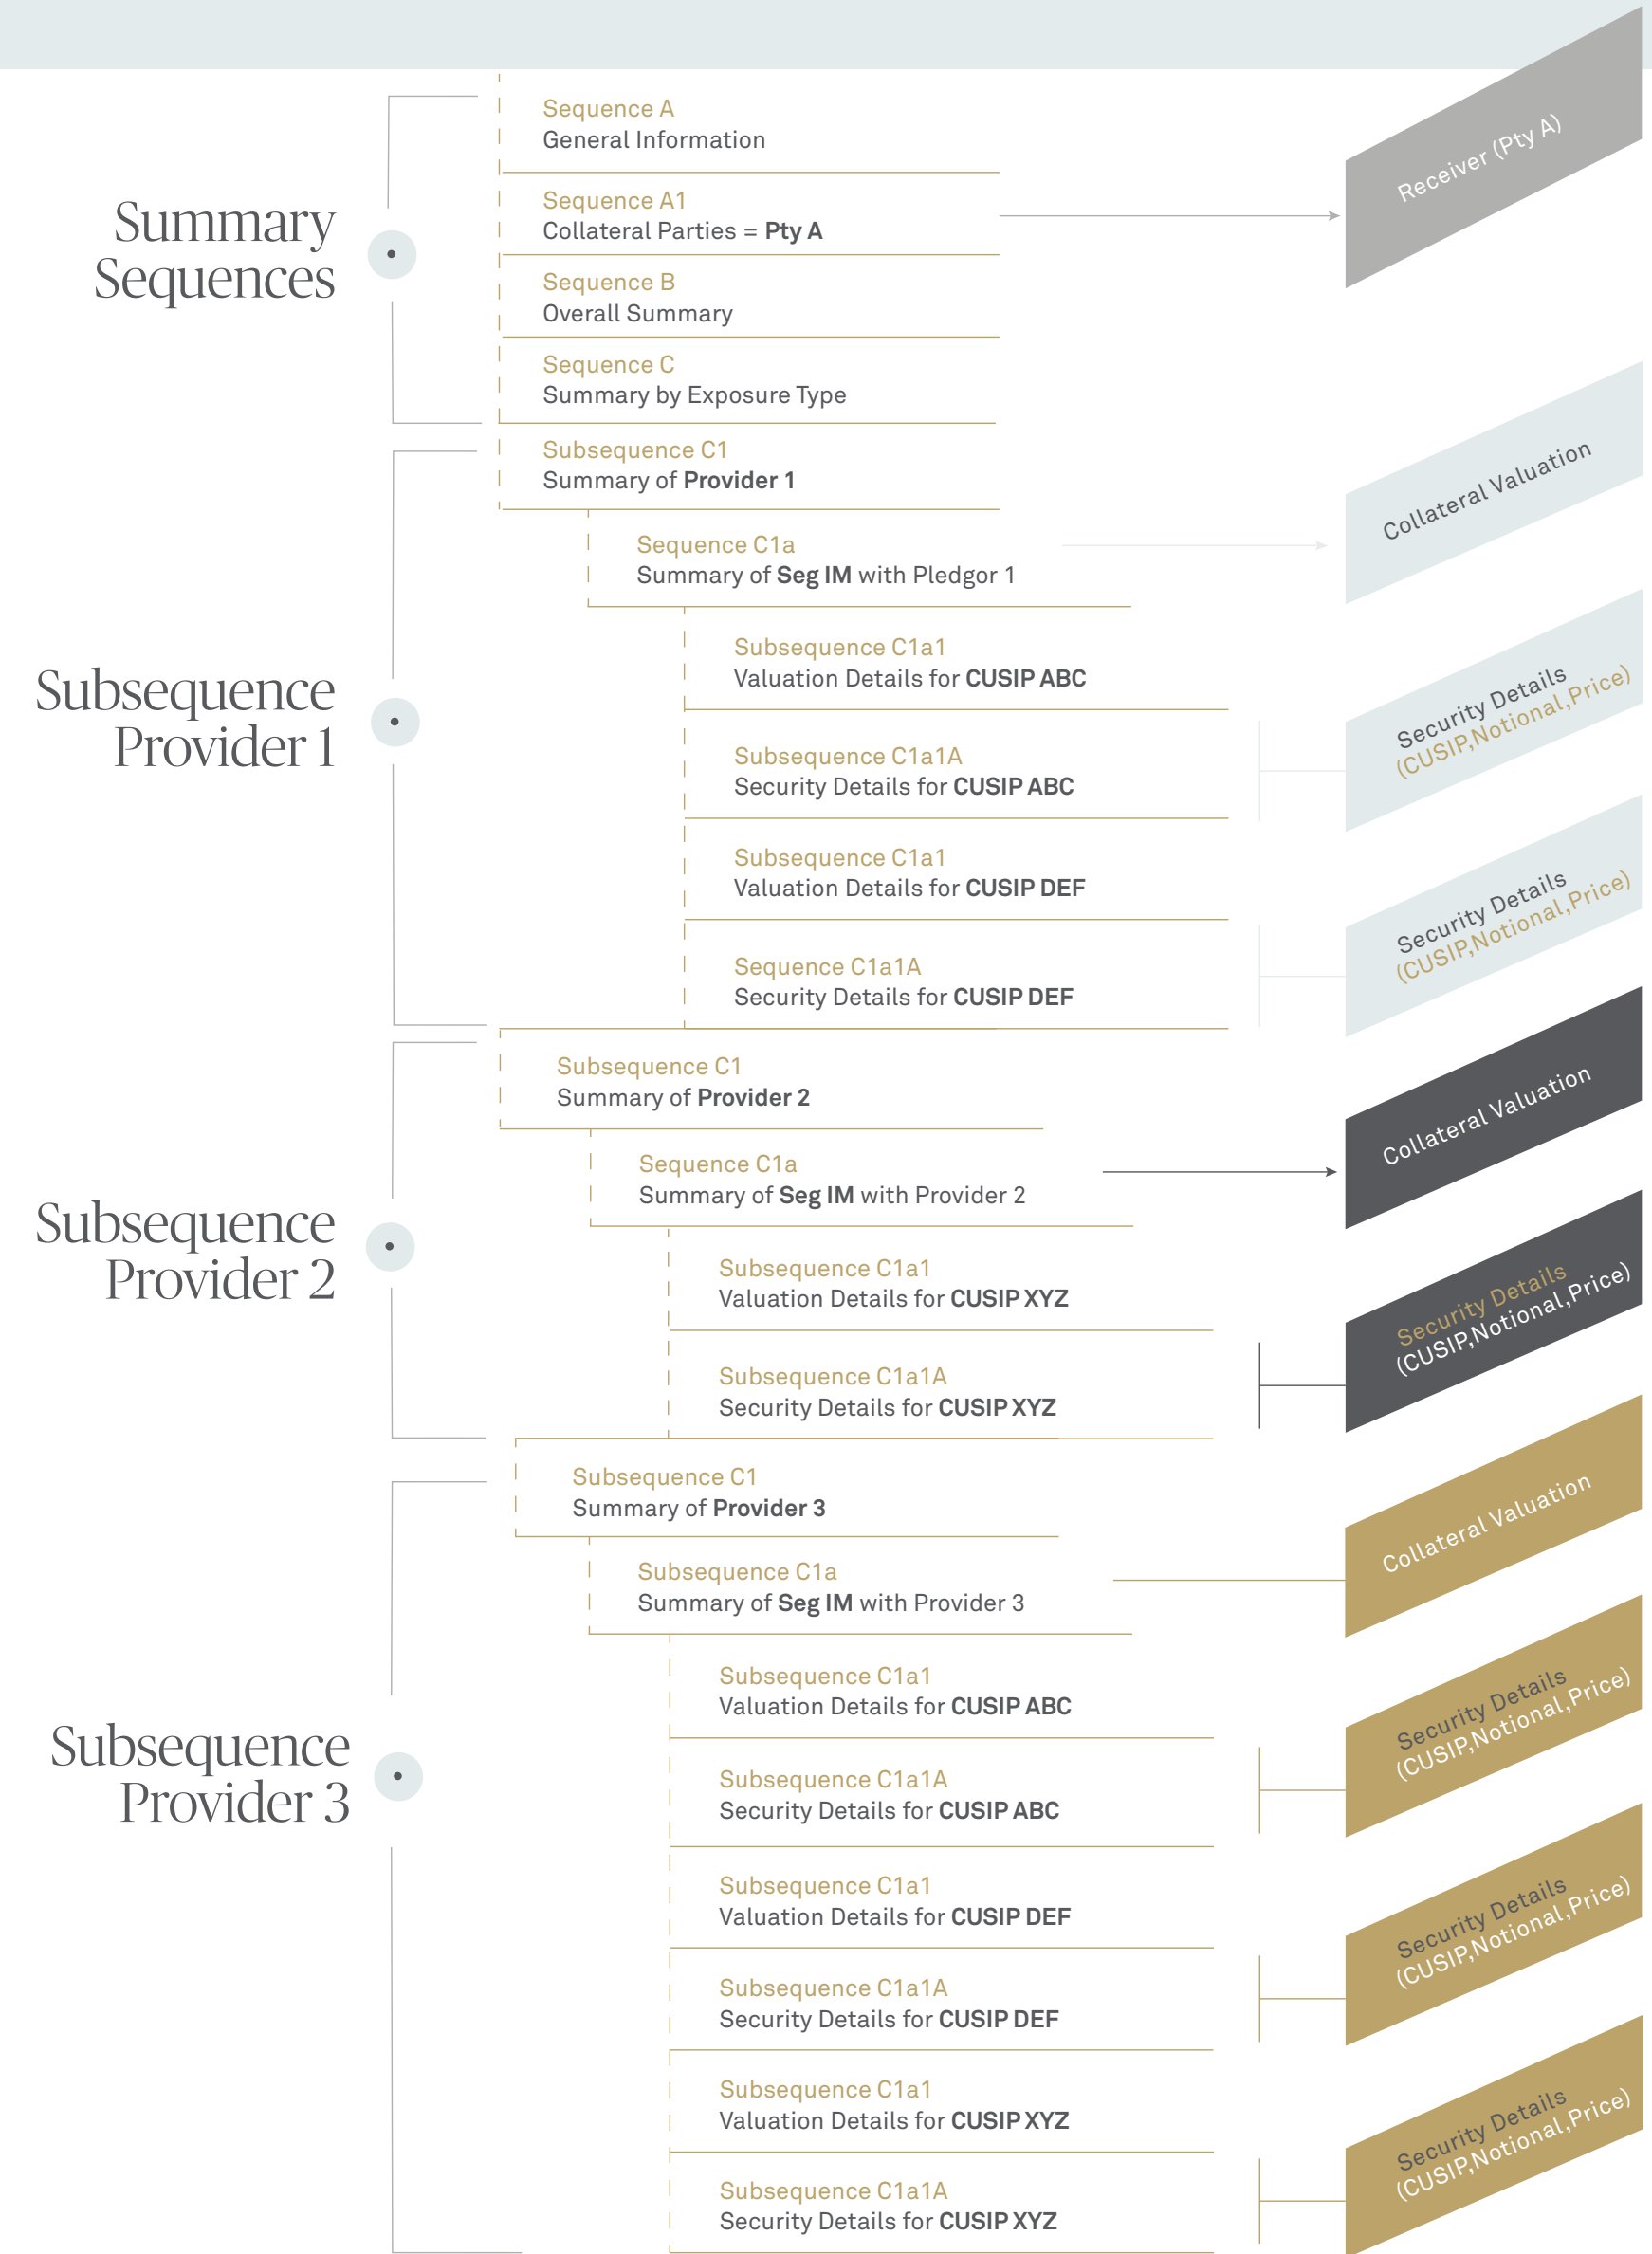 Summary
Sequences
Sequence A
General Information
Sequence A1
Collateral Parties = Pty A
Receiver (Pty A)
Sequence B
Overall Summary
Sequence C
Summary by Exposure Type
Subsequence
Provider 1
Subsequence C1
Summary of Provider 1
Sequence C1a
Summary of Seg IM with Pledgor 1
Collateral Valuation
Subsequence C1a1
Valuation Details for CUSIP ABC
Subsequence C1a1A
Security Details for CUSIP ABC
Security Details
(CUSIP,Notional,Price)
Subsequence C1a1
Valuation Details for CUSIP DEF
Sequence C1a1A
Security Details for CUSIP DEF
Security Details
(CUSIP,Notional,Price)
Subsequence
Provider 2
Subsequence C1
Summary of Provider 2
Sequence C1a
Summary of Seg IM with Provider 2
Collateral Valuation
Subsequence C1a1
Valuation Details for CUSIP XYZ
Subsequence C1a1A
Security Details for CUSIP XYZ
Security Details
(CUSIP,Notional,Price)
Subsequence
Provider 3
Subsequence C1
Summary of Provider 3
Subsequence C1a
Summary of Seg IM with Provider 3
Collateral Valuation
Subsequence C1a1
Valuation Details for CUSIP ABC
Subsequence C1a1A
Security Details for CUSIP ABC
Security Details
(CUSIP,Notional,Price)
Subsequence C1a1
Valuation Details for CUSIP DEF
Subsequence C1a1A
Security Details for CUSIP DEF
Security Details
(CUSIP,Notional,Price)
Subsequence C1a1
Valuation Details for CUSIP XYZ
Subsequence C1a1A
Security Details for CUSIP XYZ
Security Details
(CUSIP,Notional,Price)